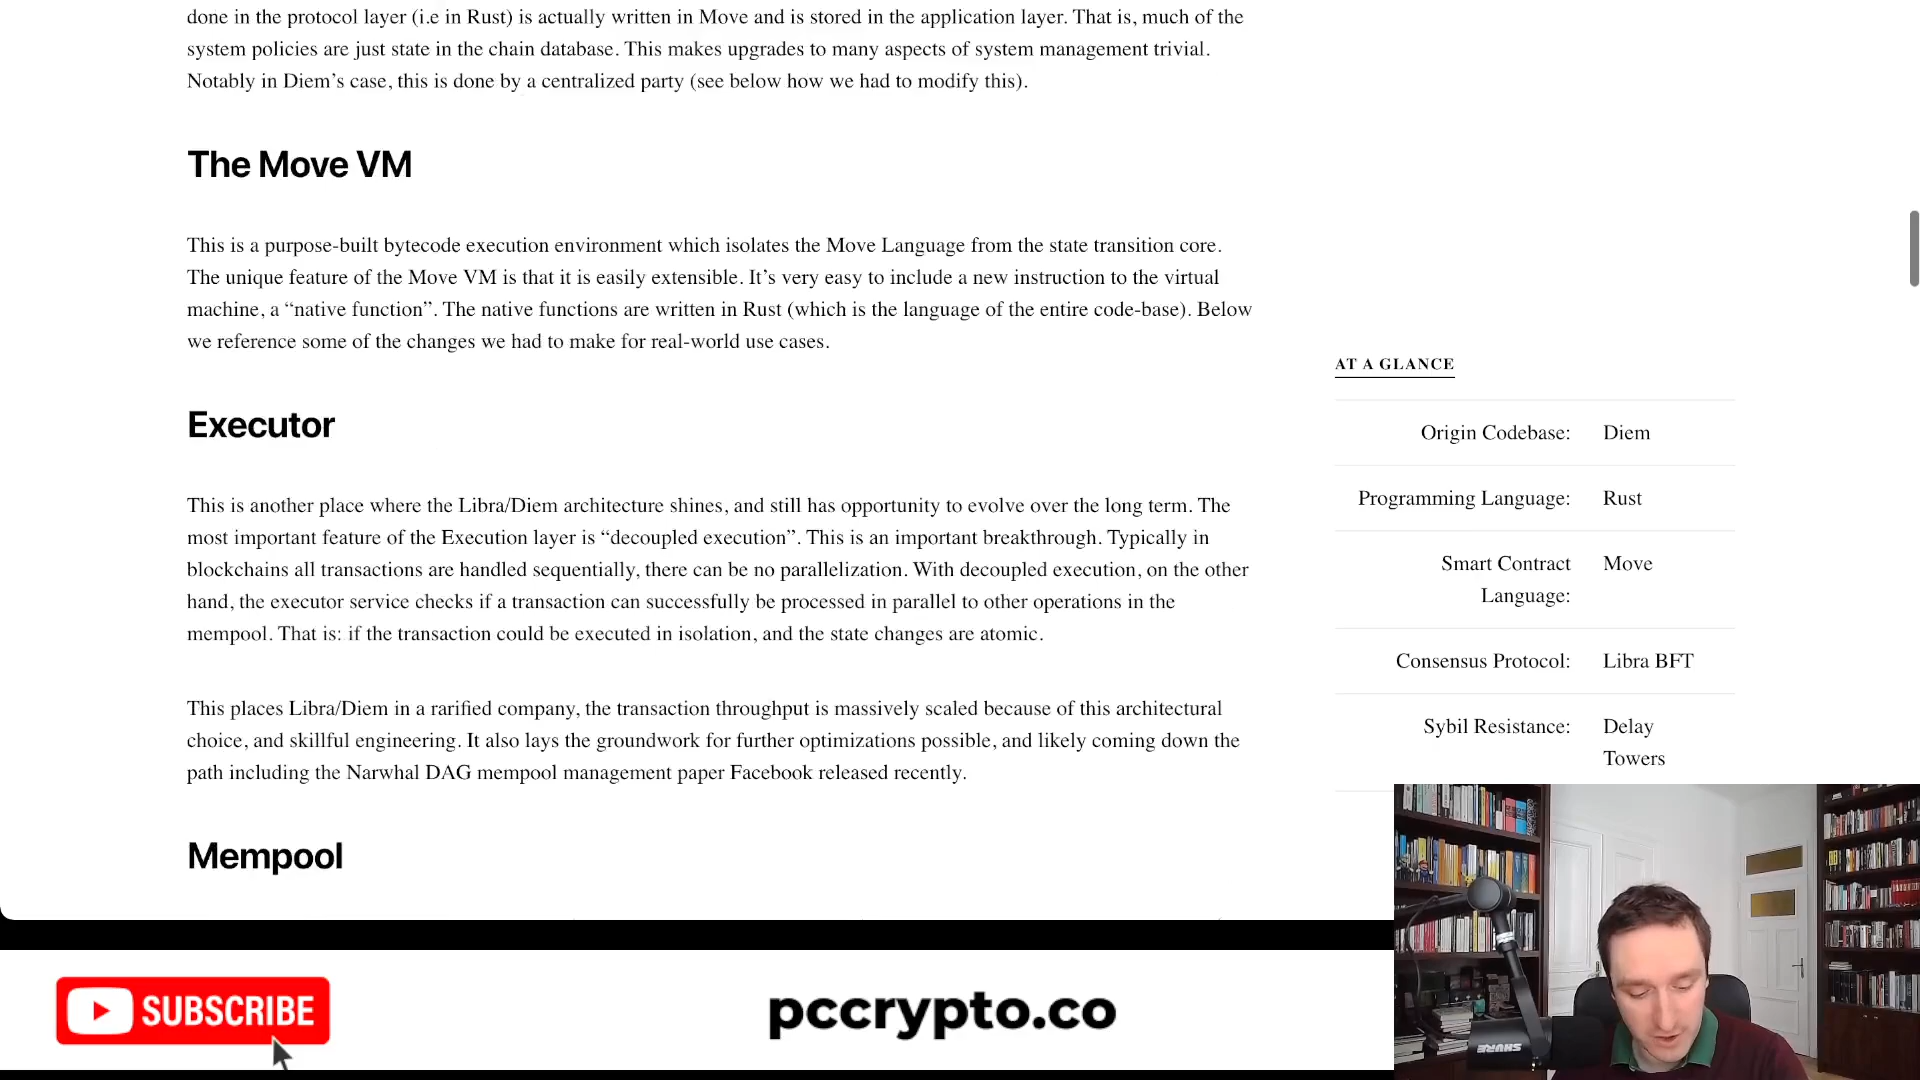 done in the protocol layer (i.e in Rust) is actually written in Move and is stored in the application layer. That is, much of the
system policies are just state in the chain database. This makes upgrades to many aspects of system management trivial.
Notably in Diem’s case, this is done by a centralized party (see below how we had to modify this).
The Move VM
This is a purpose-built bytecode execution environment which isolates the Move Language from the state transition core.
The unique feature of the Move VM is that it is easily extensible. It’s very easy to include a new instruction to the virtual
machine, a “native function”. The native functions are written in Rust (which is the language of the entire code-base). Below
we reference some of the changes we had to make for real-world use cases.
Executor
This is another place where the Libra/Diem architecture shines, and still has opportunity to evolve over the long term. The
most important feature of the Execution layer is “decoupled execution”. This is an important breakthrough. Typically in
blockchains all transactions are handled sequentially, there can be no parallelization. With decoupled execution, on the other
hand, the executor service checks if a transaction can successfully be processed in parallel to other operations in the
mempool. That is: if the transaction could be executed in isolation, and the state changes are atomic.
This places Libra/Diem in a rarified company, the transaction throughput is massively scaled because of this architectural
choice, and skillful engineering. It also lays the groundwork for further optimizations possible, and likely coming down the
path including the Narwhal DAG mempool management paper Facebook released recently.
Mempool
AT A GLANCE
Origin Codebase: Diem
Programming Language: Rust
Smart Contract Move
Language:
Consensus Protocol: Libra BFT
Sybil Resistance: Delay
Towers
SUBSCRIBE
pccrypto.co
SHURE